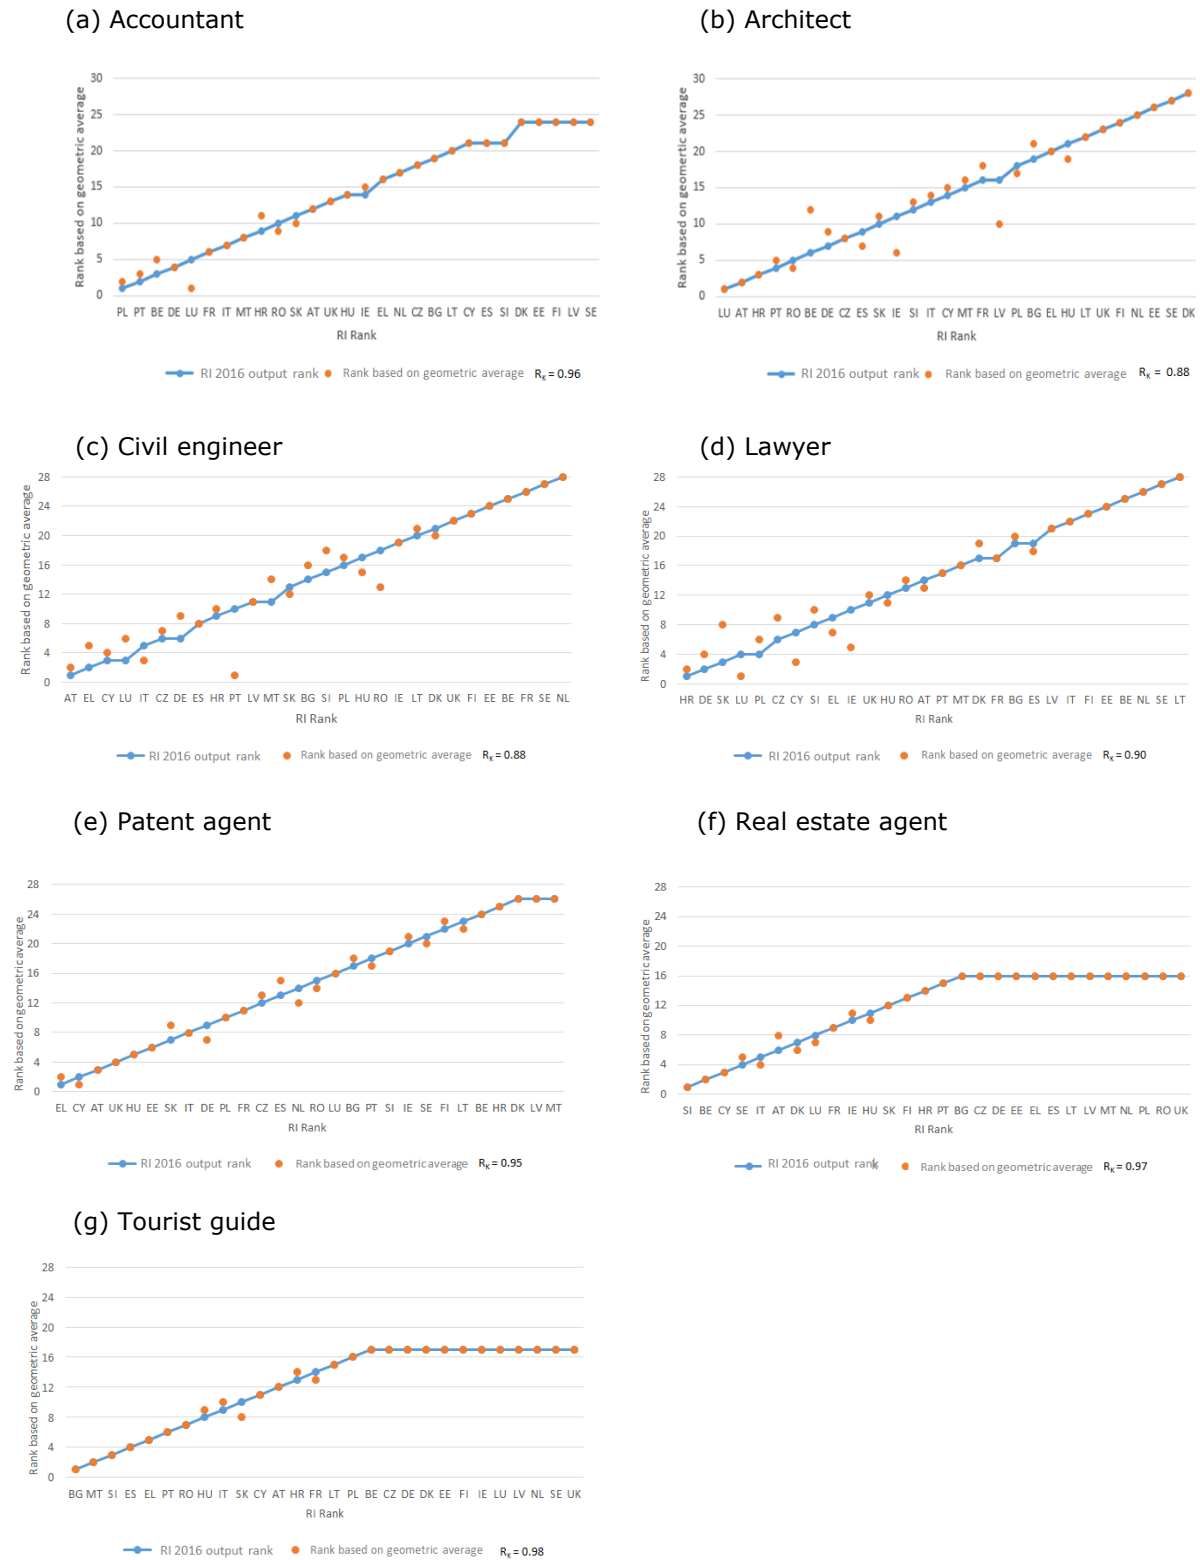 (a) Accountant
Rank based on geometric average
30
25
20
15
10
5
0
PL PT BE DE LU FR IT MT HR RO SK AT UK HU IE EL NL CZ BG LT CY ES SI DK EE FI LV SE
RI Rank
RI 2016 output rank Rank based on geometric average RK = 0.96
(b) Architect
Rank based on geomertic average
30
25
20
15
10
5
0
LU AT HR PT RO BE DE CZ ES SK IE SI IT CY MT FR LV PL BG EL HU LT UK FI NL EE SE DK
RI Rank
RI 2016 output rank Rank based on geometric average RK = 0.88
(c) Civil engineer
Rank based on geometric average
28
24
20
16
12
8
4
0
AT EL CY LU IT CZ DE ES HR PT LV MT SK BG SI PL HU RO IE LT DK UK FI EE BE FR SE NL
RI Rank
RI 2016 output rank Rank based on geometric average RK = 0.88
(d) Lawyer
Rank based on geometric average
28
24
20
16
12
8
4
0
HR DE SK LU PL CZ CY SI EL IE UK HU RO AT PT MT DK FR BG ES LV IT FI EE BE NL SE LT
RI Rank
RI 2016 output rank Rank based on geometric average RK = 0.90
(e) Patent agent
Rank based on geometric average
28
24
20
16
12
8
4
0
EL CY AT UK HU EE SK IT DE PL FR CZ ES NL RO LU BG PT SI IE SE FI LT BE HR DK LV MT
RI Rank
RI 2016 output rank Rank based on geometric average RK = 0.95
(f) Real estate agent
Rank based on geometric average
28
24
20
16
12
8
4
0
SI BE CY SE IT AT DK LU FR IE HU SK FI HR PT BG CZ DE EE EL ES LT LV MT NL PL RO UK
RI Rank
RI 2016 output rank Rank based on geometric average RK = 0.97
(g) Tourist guide
Rank based on geometric average
28
24
20
16
12
8
4
0
BG MT SI ES EL PT RO HU IT SK CY AT HR FR LT PL BE CZ DE DK EE FI IE LU LV NL SE UK
RI Rank
RI 2016 output rank Rank based on geometric average RK = 0.98